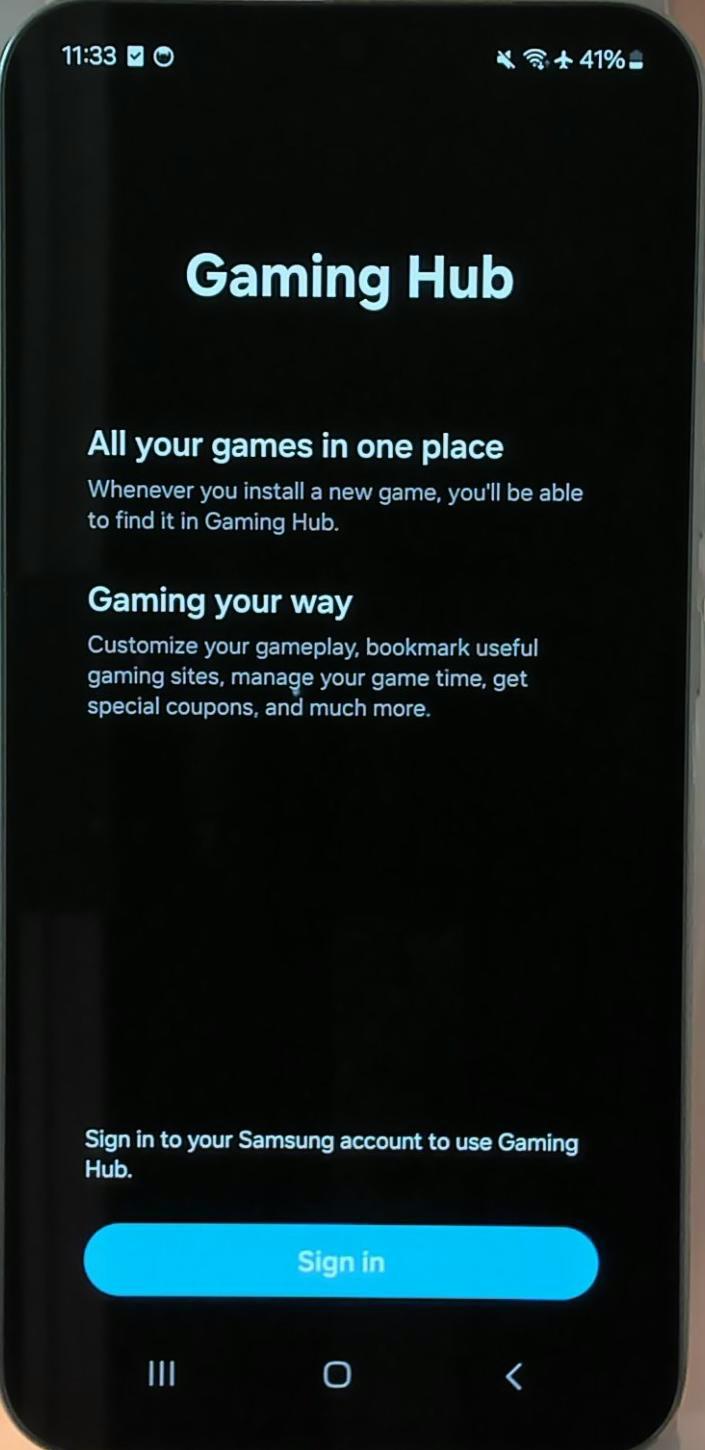 11:33
41%
Gaming Hub
All your games in one place
Whenever you install a new game, you'll be able
to find it in Gaming Hub.
Gaming your way
Customize your gameplay, bookmark useful
gaming sites, manage your game time, get
special coupons, and much more.
Sign in to your Samsung account to use Gaming
Hub.
Sign in